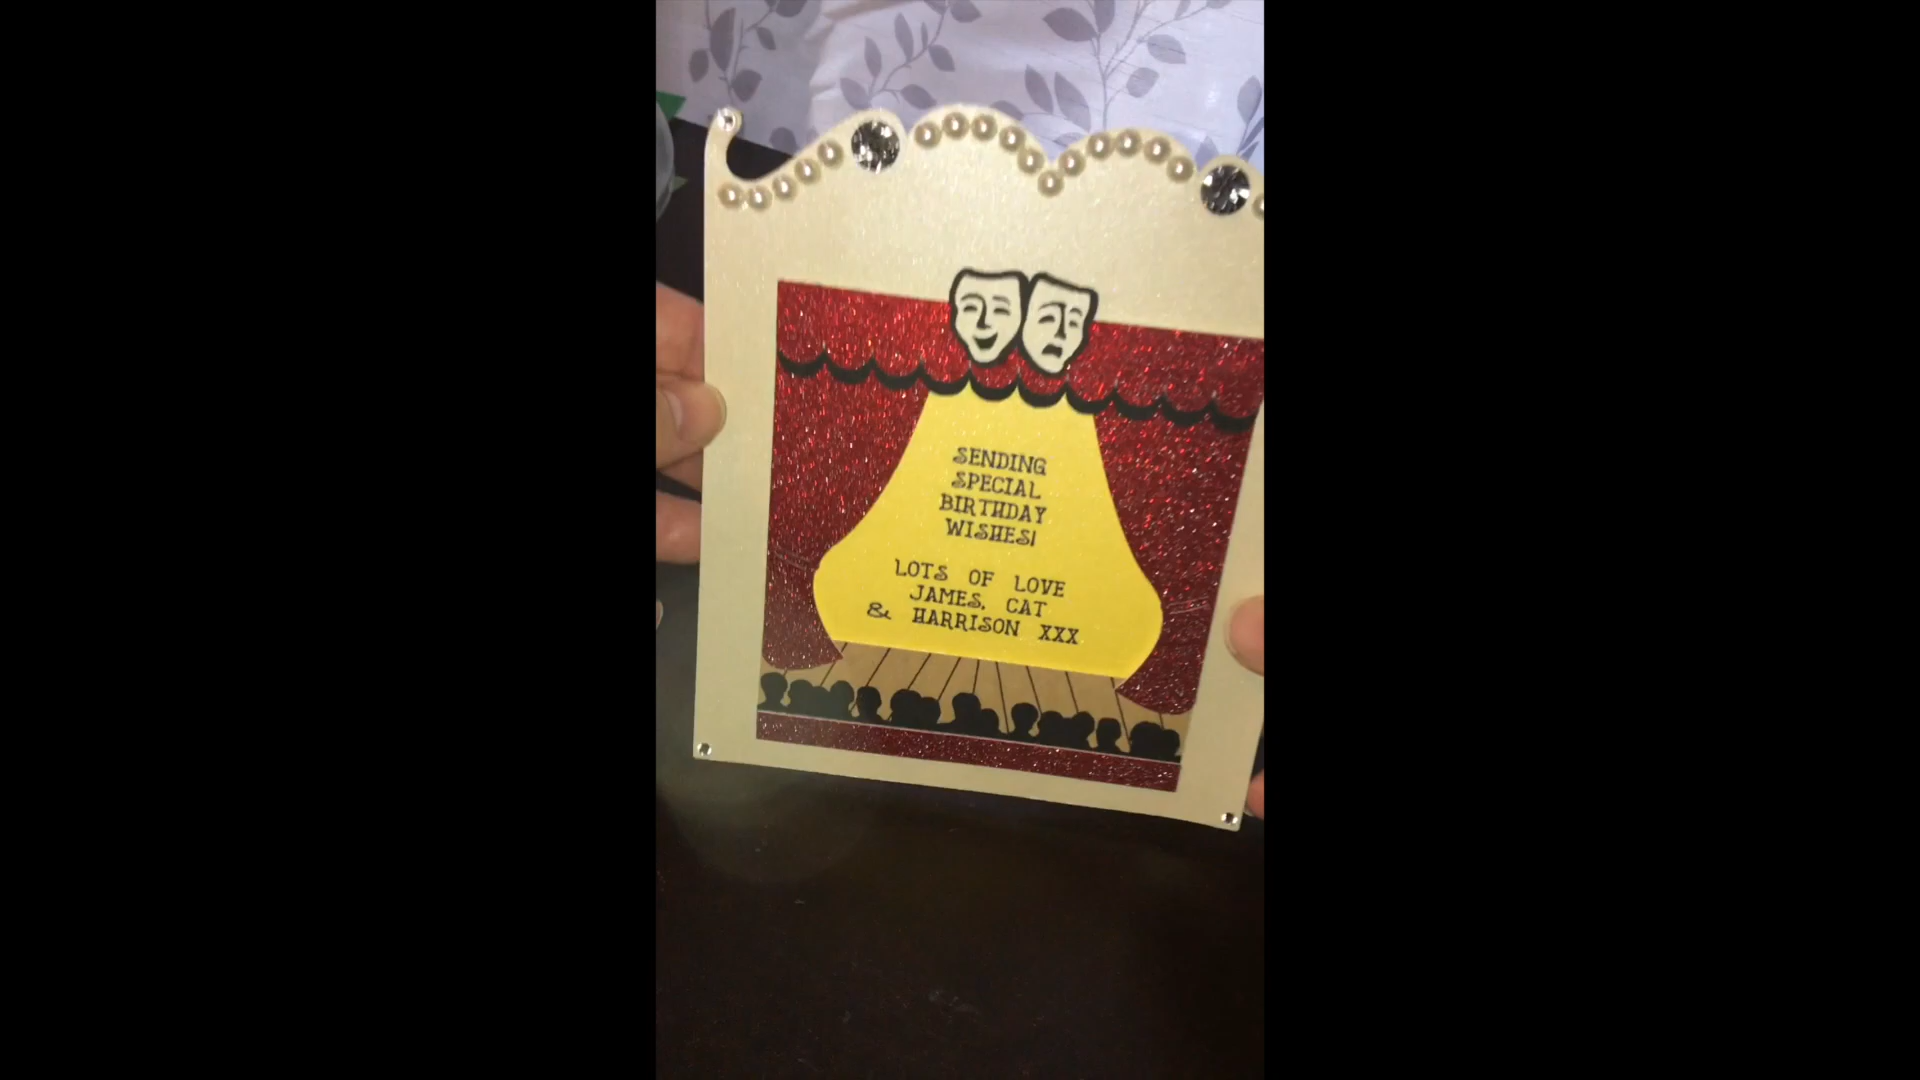 SENDING
SPECIAL
BIRTHDAY
WISHES!
LOTS OF LOVE
JAMES, CAT
& HARRISON XXX